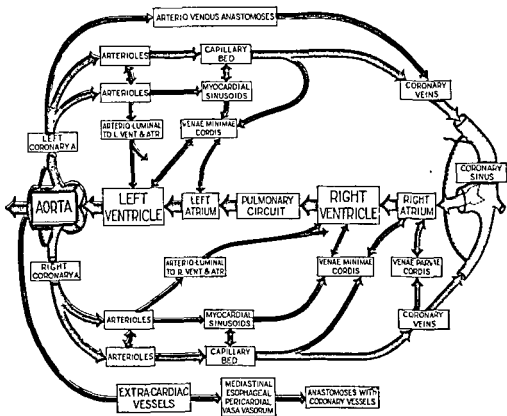 ARTERIO VENOUS ANASTOMOSES
ARTERIOLES
CAPILLARY
BED
ARTERIOLES
MYOCARDIAL
SINUSOIDS
CORONARY
VEINS
ARTERIO-LUMINAL
TO L. VENT & ATR.
VENAE MINIMAE
CORDIS
LEFT
CORONARY A.
CORONARY
SINUS
AORTA
LEFT
VENTRICLE
LEFT
ATRIUM
PULMONARY
CIRCUIT
RIGHT
VENTRICLE
RIGHT
ATRIUM
RIGHT
CORONARY A.
ARTERIO-LUMINAL
TO R. VENT & ATR.
VENAE MINIMAE
CORDIS
VENAE PARVAE
CORDIS
ARTERIOLES
MYOCARDIAL
SINUSOIDS
CORONARY
VEINS
ARTERIOLES
CAPILLARY
BED
EXTRA-CARDIAC
VESSELS
MEDIASTINAL
ESOPHAGEAL
PERICARDIAL
VASA VASORUM
ANASTOMOSES WITH
CORONARY VESSELS